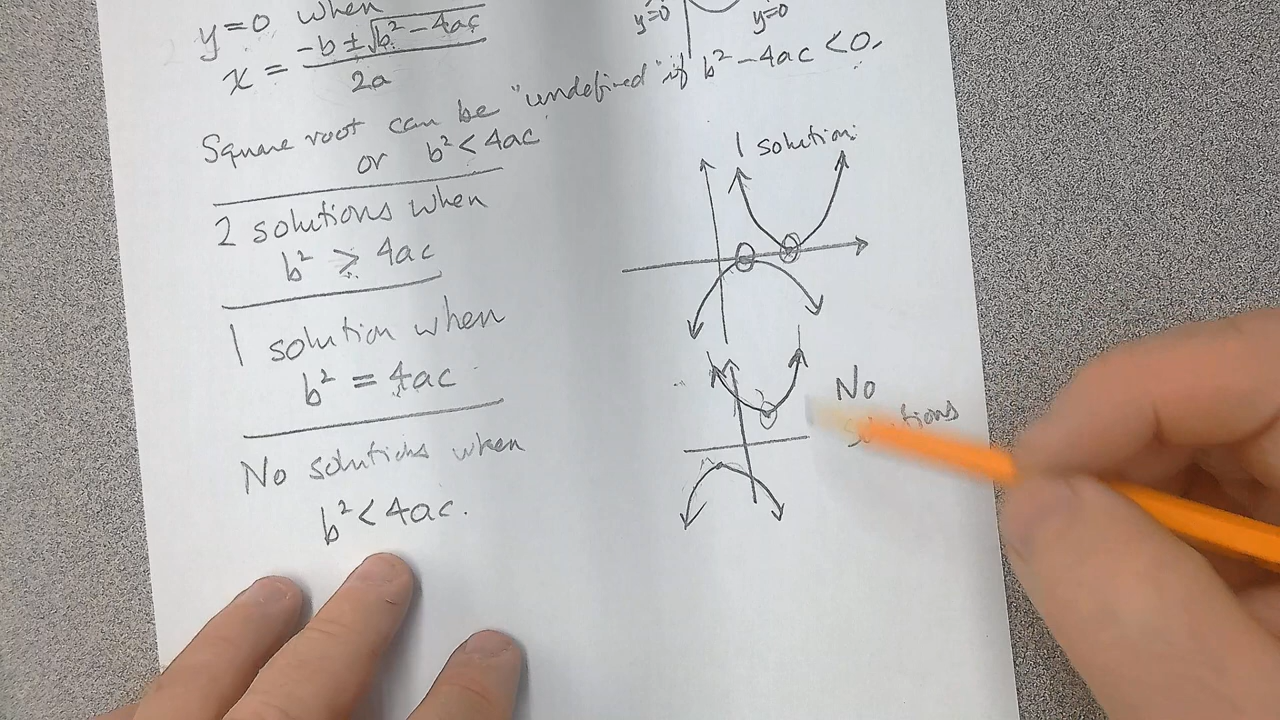 y=0 when
x = -b ± √b² - 4ac / 2a
y=0 y=0
Square root can be "undefined" if b² - 4ac < 0,
or b² < 4ac
2 solutions when
b² ≥ 4ac
1 solution when
b² = 4ac
No solutions when
b² < 4ac.
1 solution:
No
solutions